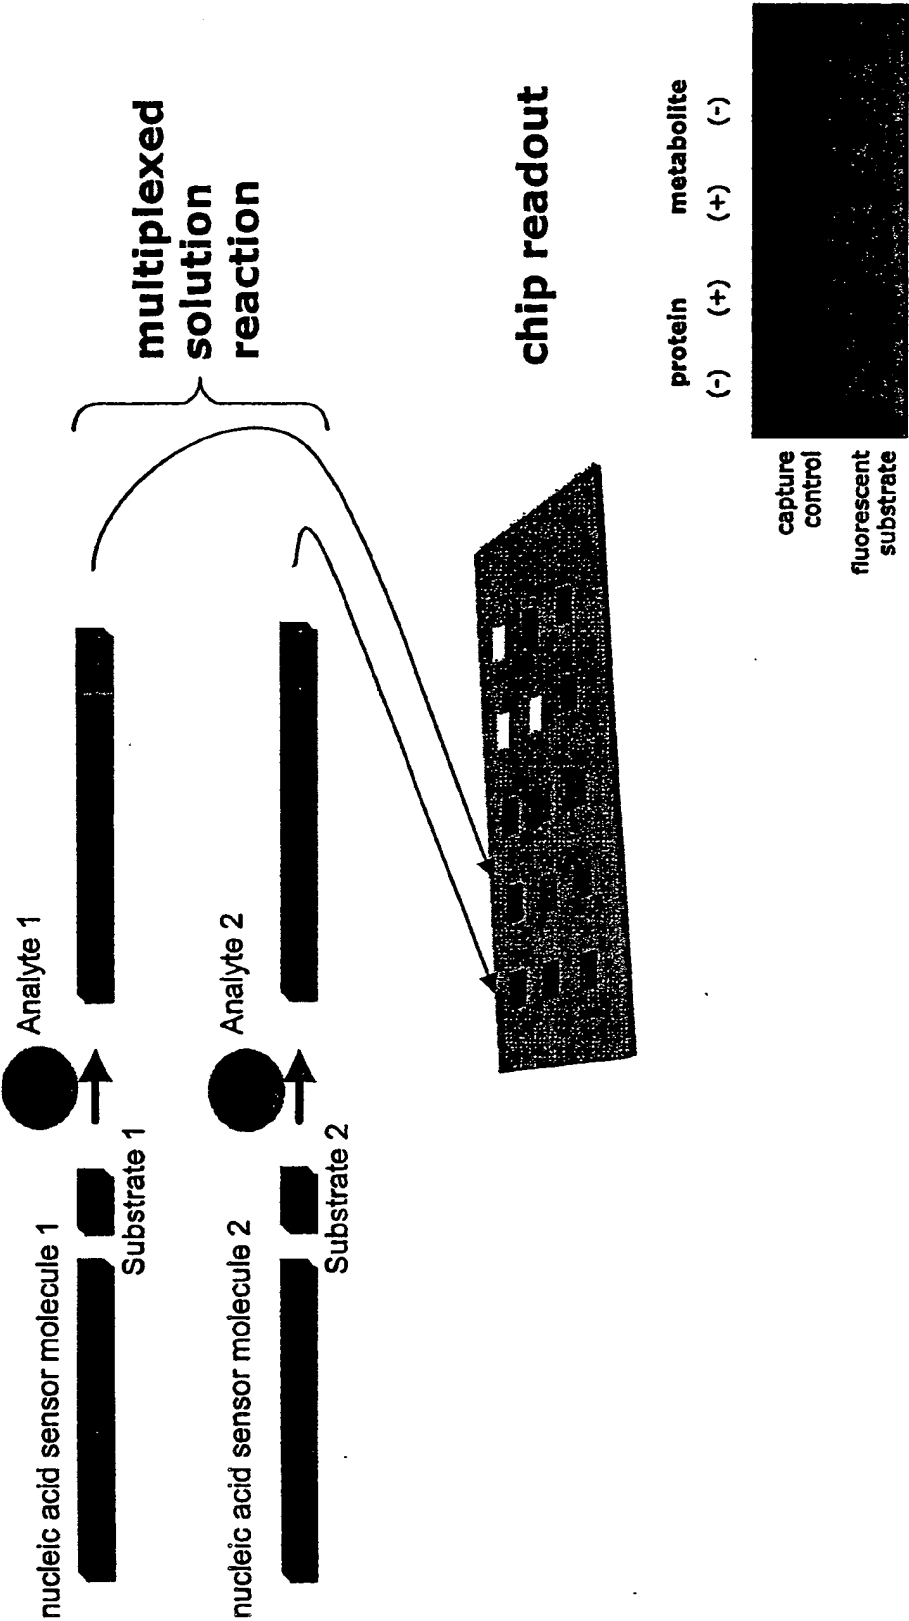 nucleic acid sensor molecule 1
Substrate 1
Analyte 1
nucleic acid sensor molecule 2
Substrate 2
Analyte 2
multiplexed
solution
reaction
chip readout
protein
metabolite
(-)
(+)
(+)
(-)
capture
control
fluorescent
substrate